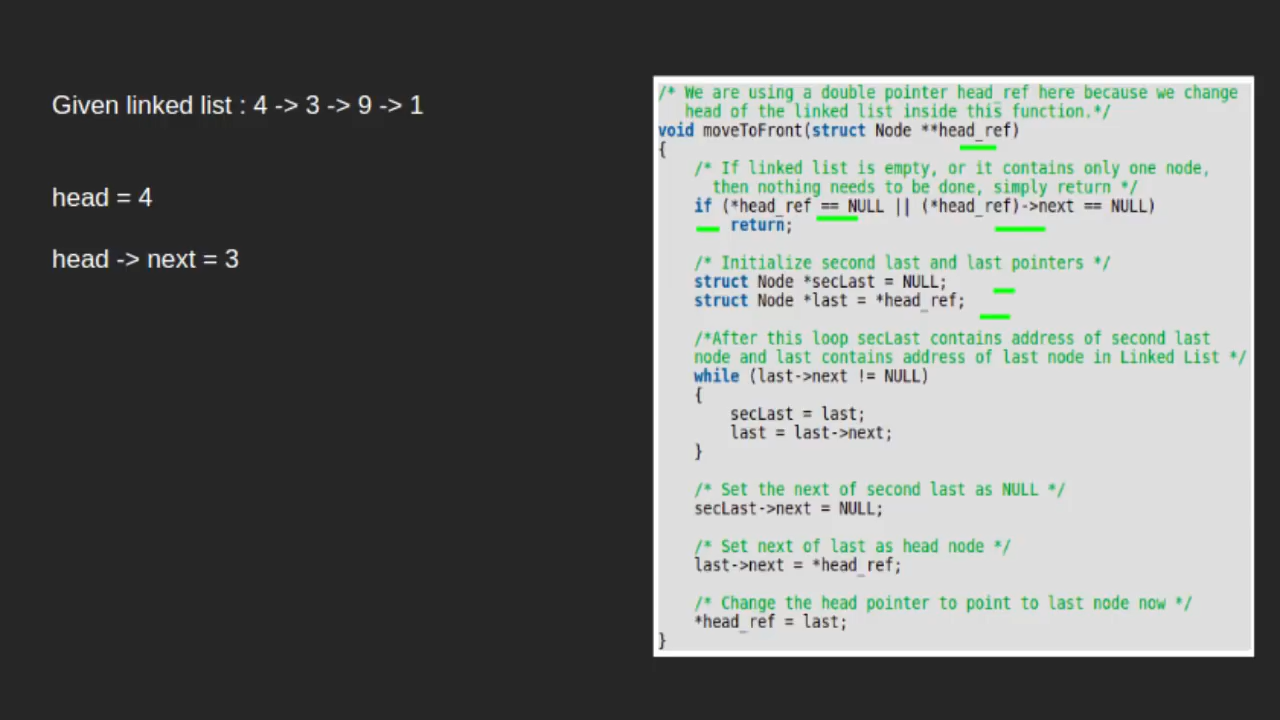 Given linked list : 4 -> 3 -> 9 -> 1
head = 4
head -> next = 3
/* We are using a double pointer head_ref here because we change
head of the linked list inside this function.*/
void moveToFront(struct Node **head_ref)
{
/* If linked list is empty, or it contains only one node,
then nothing needs to be done, simply return */
if (*head_ref == NULL || (*head_ref)->next == NULL)
return;
/* Initialize second last and last pointers */
struct Node *secLast = NULL;
struct Node *last = *head_ref;
/*After this loop secLast contains address of second last
node and last contains address of last node in Linked List */
while (last->next != NULL)
{
secLast = last;
last = last->next;
}
/* Set the next of second last as NULL */
secLast->next = NULL;
/* Set next of last as head node */
last->next = *head_ref;
/* Change the head pointer to point to last node now */
*head_ref = last;
}